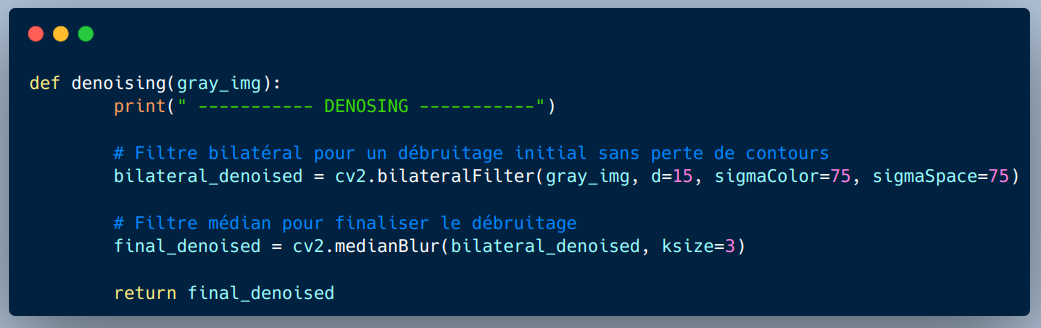 def denoising(gray_img):
print(" ----------- DENOSING -----------")
# Filtre bilatéral pour un débruitage initial sans perte de contours
bilateral_denoised = cv2.bilateralFilter(gray_img, d=15, sigmaColor=75, sigmaSpace=75)
# Filtre médian pour finaliser le débruitage
final_denoised = cv2.medianBlur(bilateral_denoised, ksize=3)
return final_denoised